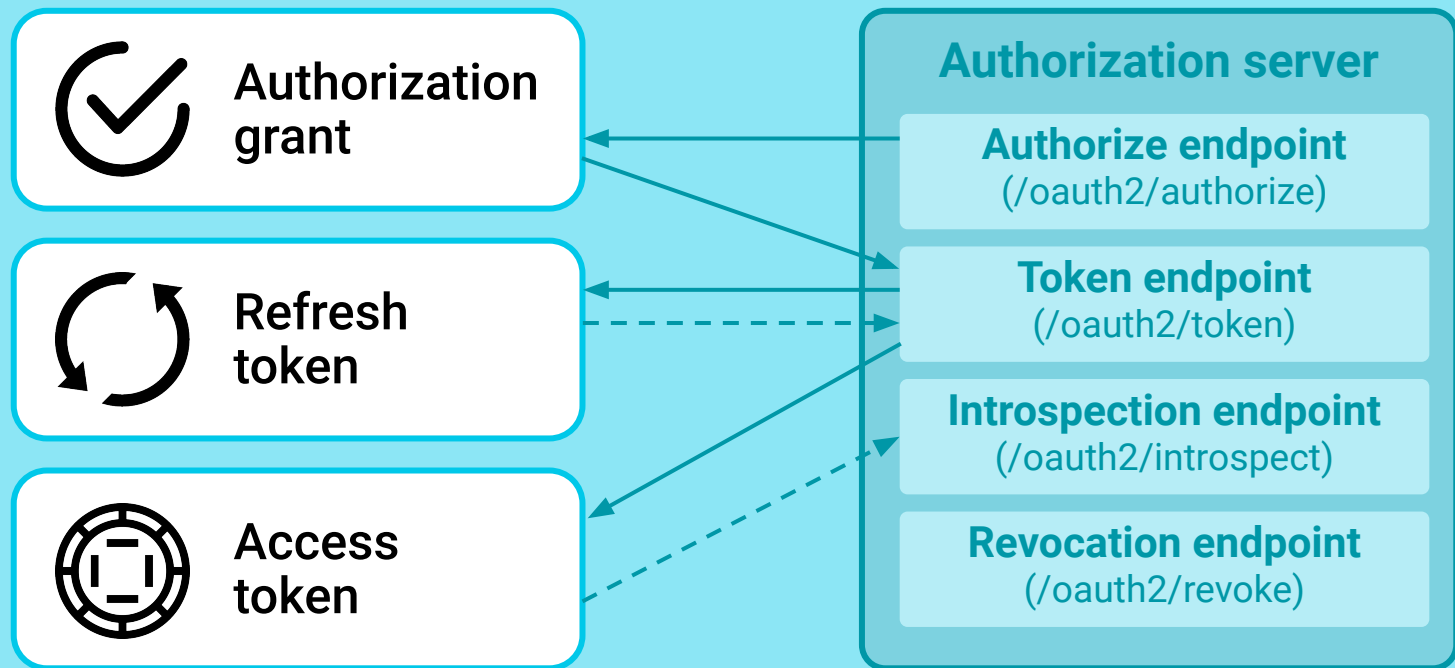 Authorization
grant
Refresh
token
Access
token
Authorization server
Authorize endpoint
(/oauth2/authorize)
Token endpoint
(/oauth2/token)
Introspection endpoint
(/oauth2/introspect)
Revocation endpoint
(/oauth2/revoke)